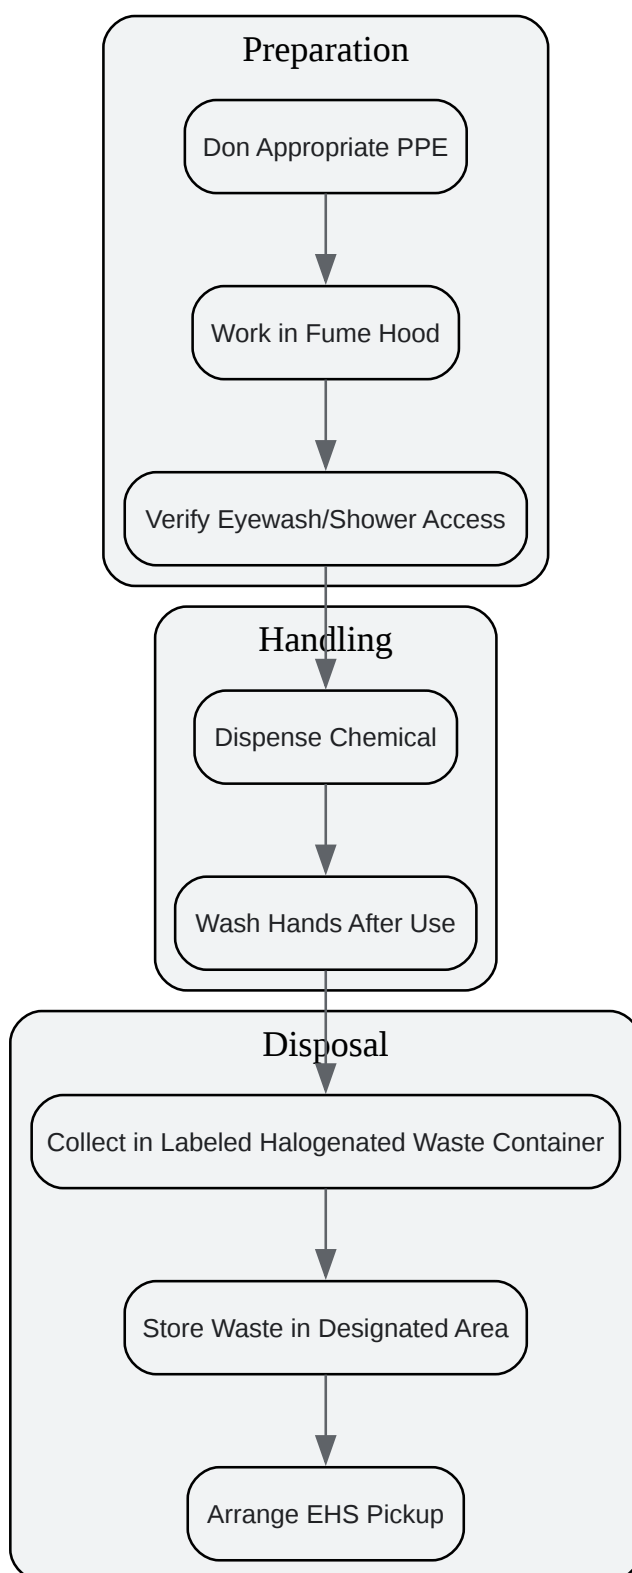 Preparation
Don Appropriate PPE
Work in Fume Hood
Verify Eyewash/Shower Access
Handling
Dispense Chemical
Wash Hands After Use
Disposal
Collect in Labeled Halogenated Waste Container
Store Waste in Designated Area
Arrange EHS Pickup